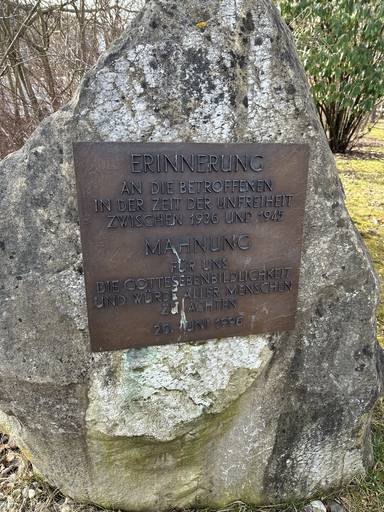 ERINNERUNG
AN DIE BETROFFENEN
IN DER ZEIT DER UNFREIHEIT
ZWISCHEN 1936 UND 1945
MAHNUNG
FÜR UNS
DIE GOTTESEBENBILDLICHKEIT
UND WÜRDE ALLER MENSCHEN
ZU ACHTEN
JUNI 1996